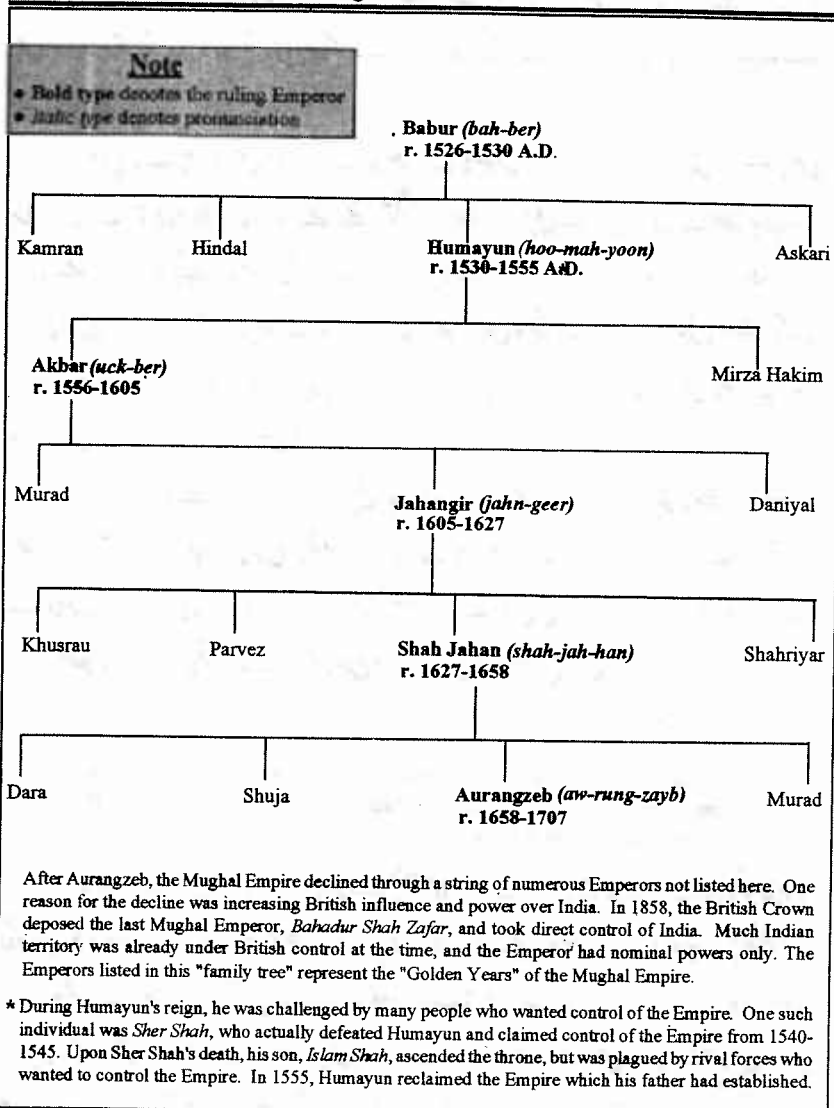 Note
• Bold type denotes the ruling Emperor
• Italic type denotes pronunciation
Babur (bah-ber)
r. 1526-1530 A.D.
Kamran
Hindal
Humayun (hoo-mah-yoon)
r. 1530-1555 A.D.
Askari
Akbar (uck-ber)
r. 1556-1605
Mirza Hakim
Murad
Jahangir (jahn-geer)
r. 1605-1627
Daniyal
Khusrau
Parvez
Shah Jahan (shah-jah-han)
r. 1627-1658
Shahriyar
Dara
Shuja
Aurangzeb (aw-rung-zayb)
r. 1658-1707
Murad
After Aurangzeb, the Mughal Empire declined through a string of numerous Emperors not listed here. One
reason for the decline was increasing British influence and power over India. In 1858, the British Crown
deposed the last Mughal Emperor, Bahadur Shah Zafar, and took direct control of India. Much Indian
territory was already under British control at the time, and the Emperor had nominal powers only. The
Emperors listed in this "family tree" represent the "Golden Years" of the Mughal Empire.
* During Humayun's reign, he was challenged by many people who wanted control of the Empire. One such
individual was Sher Shah, who actually defeated Humayun and claimed control of the Empire from 1540-
1545. Upon Sher Shah's death, his son, Islam Shah, ascended the throne, but was plagued by rival forces who
wanted to control the Empire. In 1555, Humayun reclaimed the Empire which his father had established.